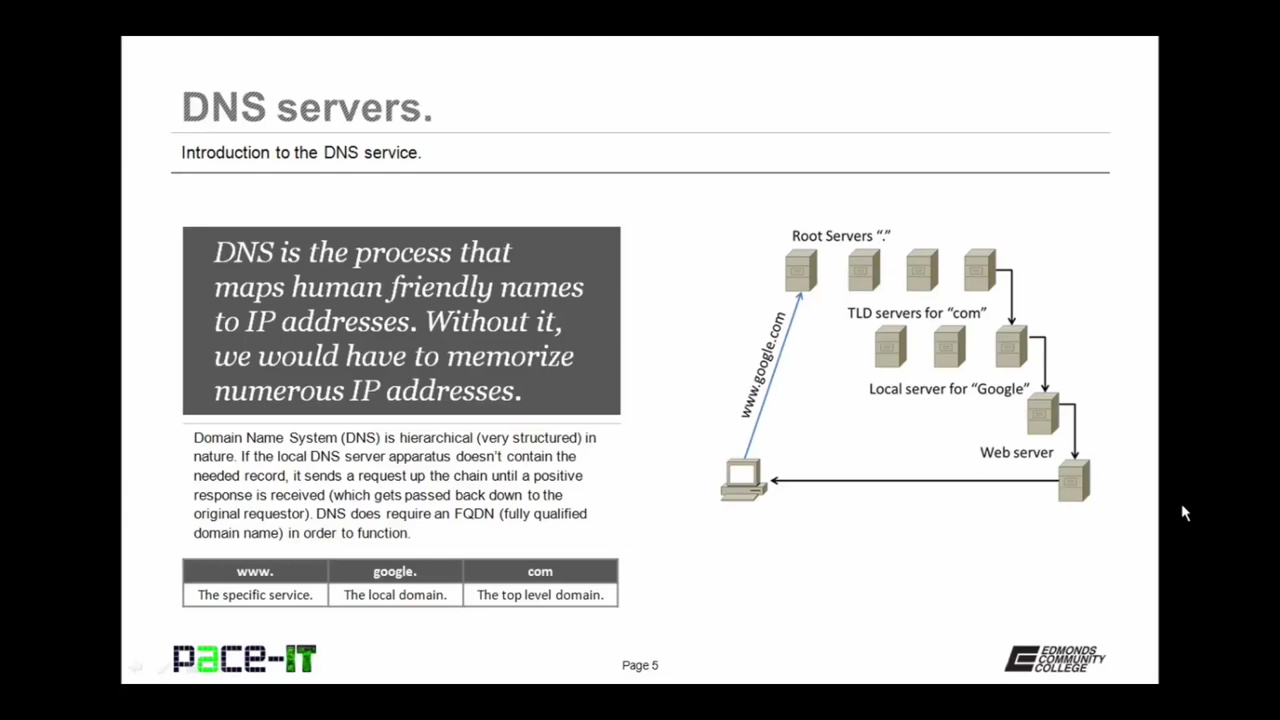 DNS servers.
Introduction to the DNS service.
DNS is the process that
maps human friendly names
to IP addresses. Without it,
we would have to memorize
numerous IP addresses.
Domain Name System (DNS) is hierarchical (very structured) in
nature. If the local DNS server apparatus doesn't contain the
needed record, it sends a request up the chain until a positive
response is received (which gets passed back down to the
original requestor). DNS does require an FQDN (fully qualified
domain name) in order to function.
www. google. com
The specific service. The local domain. The top level domain.
Root Servers "."
TLD servers for "com"
www.google.com
Local server for "Google"
Web server
pace-IT
Page 5
EDMONDS
COMMUNITY
COLLEGE